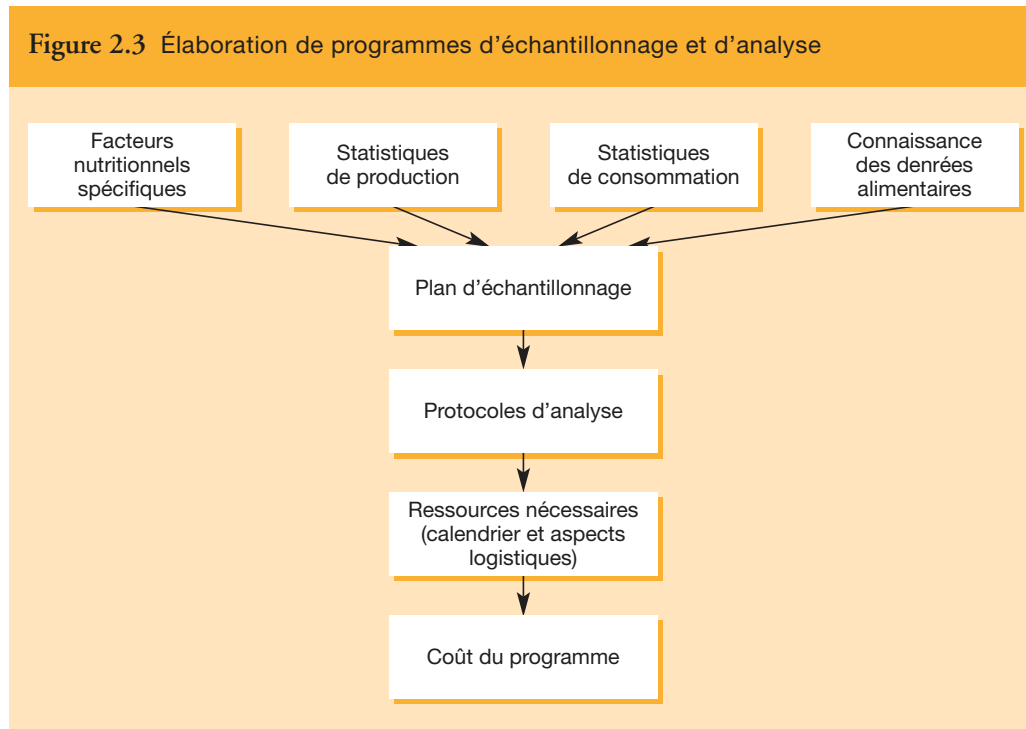 Figure 2.3 Élaboration de programmes d'échantillonnage et d'analyse
Facteurs
nutritionnels
spécifiques
Statistiques
de production
Statistiques
de consommation
Connaissance
des denrées
alimentaires
Plan d'échantillonnage
Protocoles d'analyse
Ressources nécessaires
(calendrier et aspects
logistiques)
Coût du programme